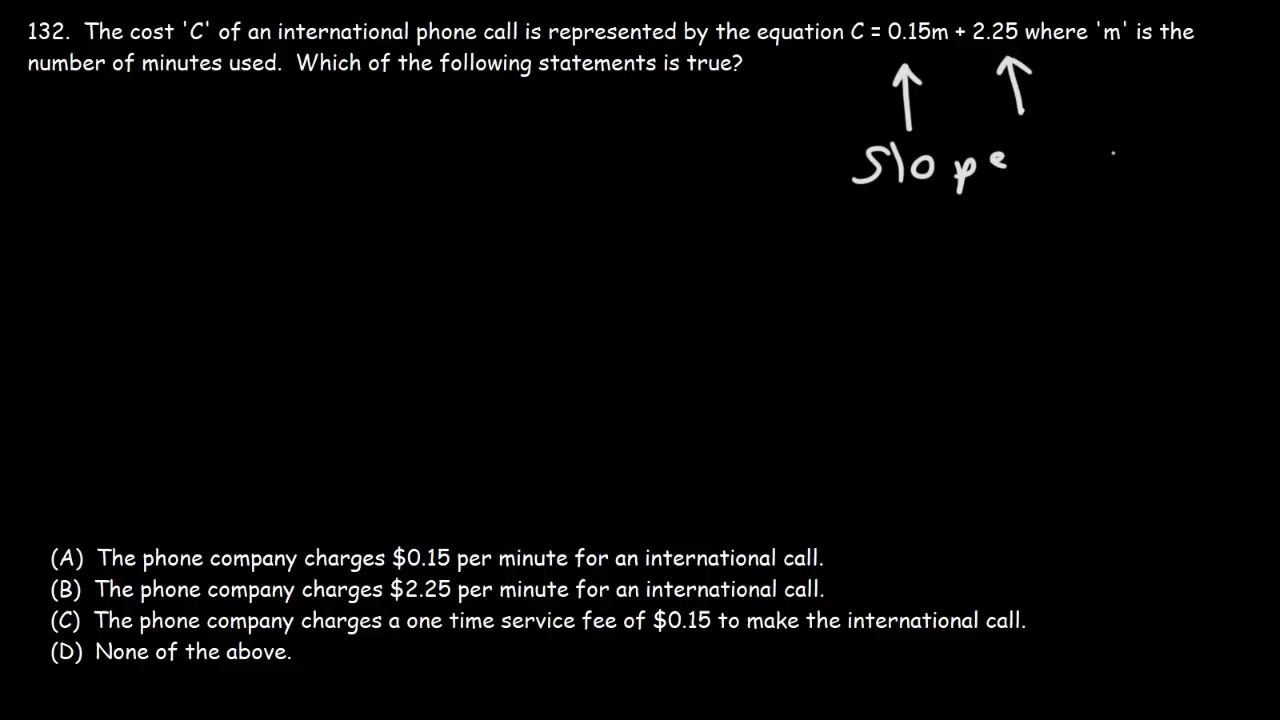 132. The cost 'C' of an international phone call is represented by the equation C = 0.15m + 2.25 where 'm' is the
number of minutes used. Which of the following statements is true?
Slope
(A) The phone company charges $0.15 per minute for an international call.
(B) The phone company charges $2.25 per minute for an international call.
(C) The phone company charges a one time service fee of $0.15 to make the international call.
(D) None of the above.